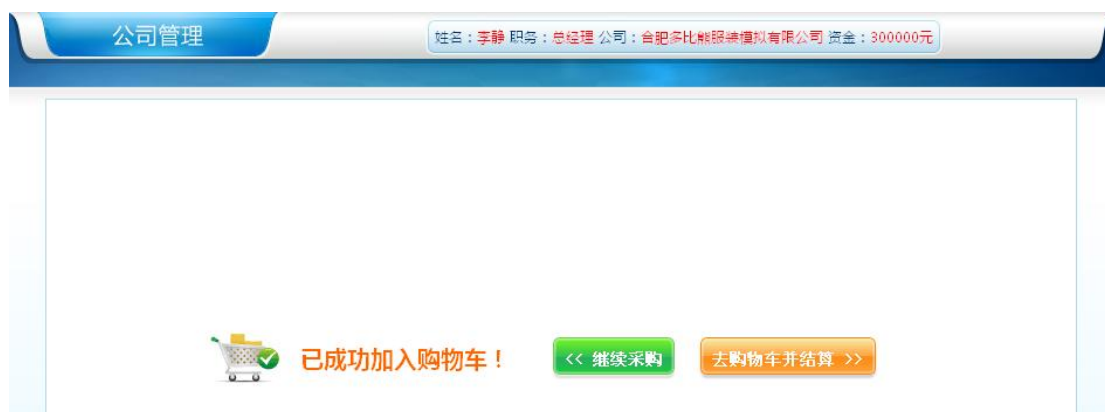 公司管理
姓名：李静 职务：总经理 公司：合肥多比熊服装模拟有限公司 资金：300000元
已成功加入购物车！
<< 继续采购
去购物车并结算 >>